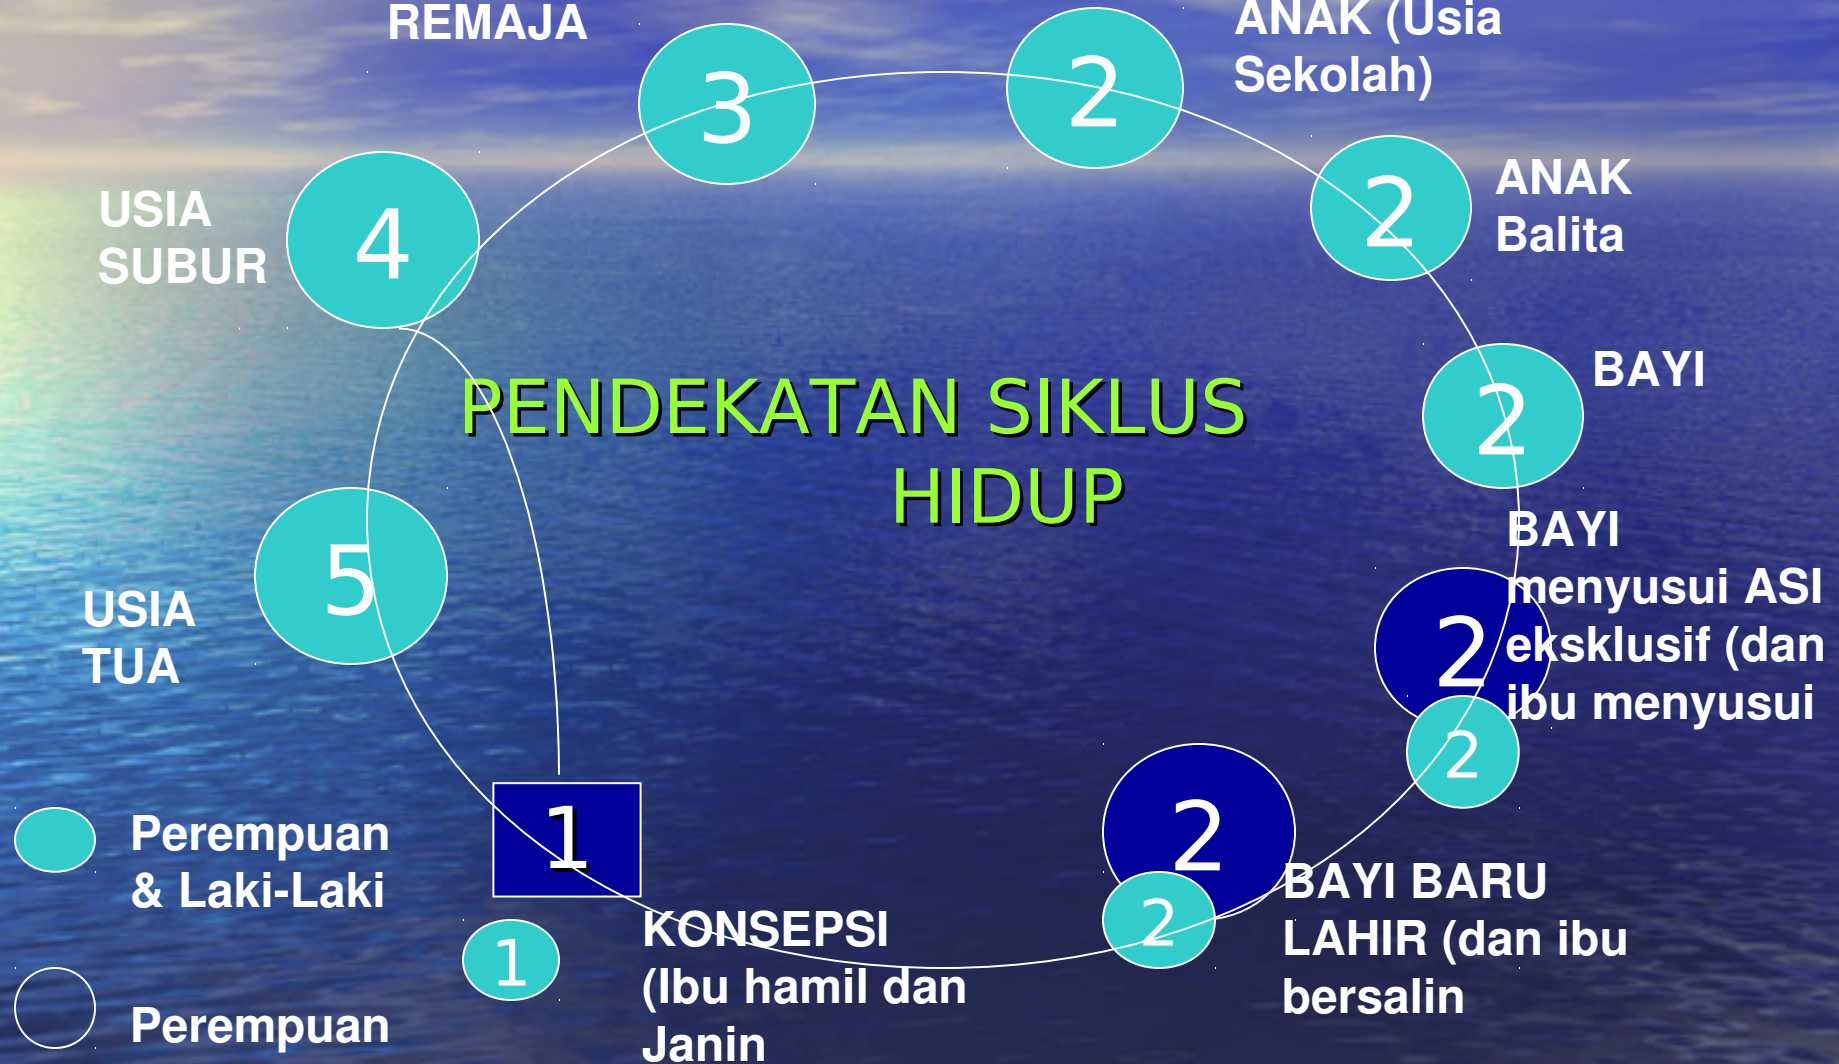 REMAJA
3
2
ANAK (Usia
Sekolah)
2
ANAK
Balita
USIA
SUBUR
4
PENDEKATAN SIKLUS
HIDUP
2
BAYI
BAYI
menyusui ASI
eksklusif (dan
ibu menyusui
2
2
5
USIA
TUA
1
1
KONSEPSI
(Ibu hamil dan
Janin
2
2
BAYI BARU
LAHIR (dan ibu
bersalin
Perempuan
& Laki-Laki
Perempuan